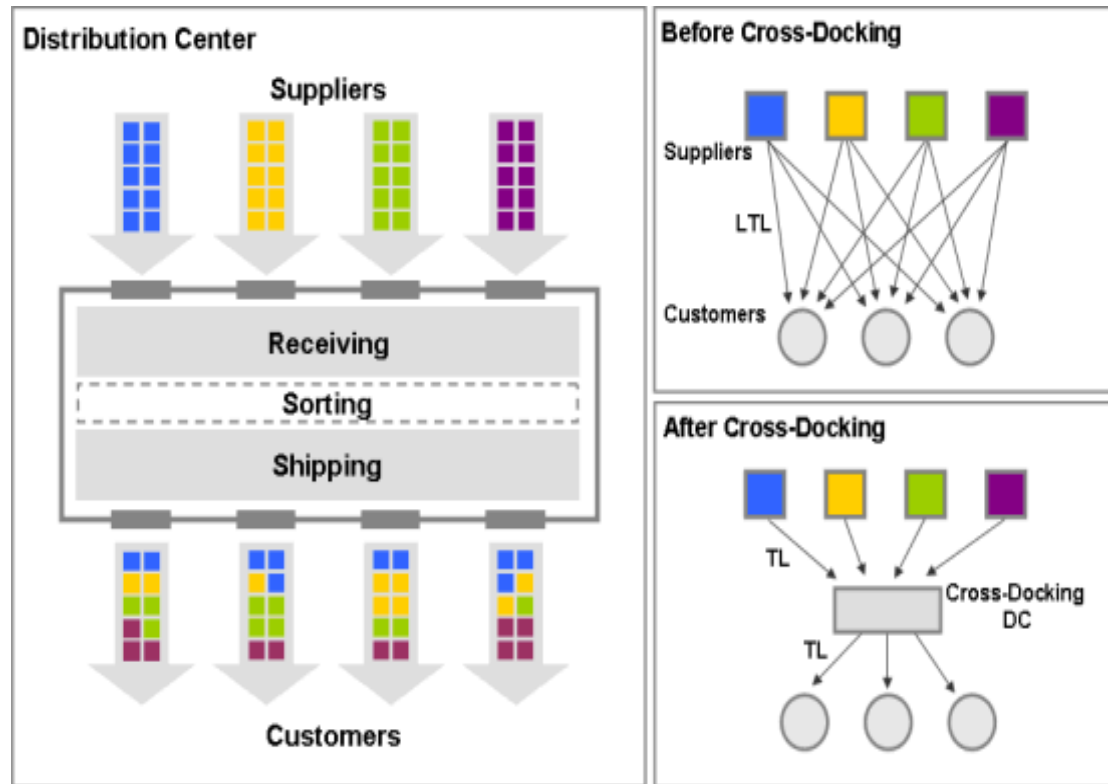 Distribution Center
Suppliers
Receiving
Sorting
Shipping
Customers
Before Cross-Docking
Suppliers
LTL
Customers
After Cross-Docking
TL
Cross-Docking
DC
TL